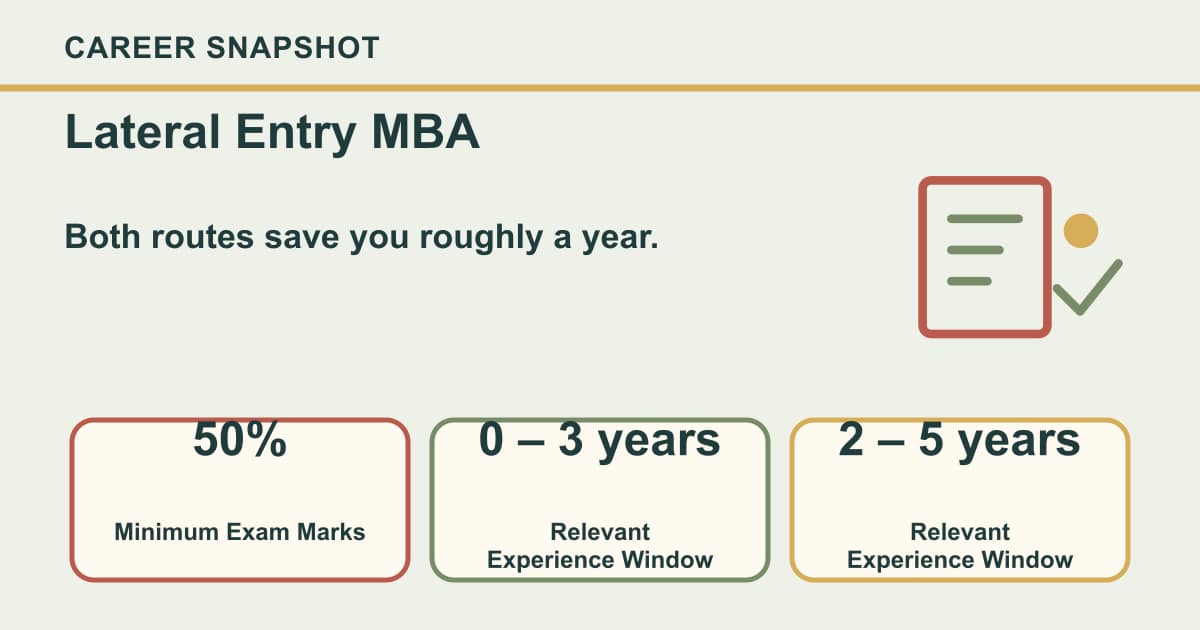 CAREER SNAPSHOT
Lateral Entry MBA
Both routes save you roughly a year.
50%
Minimum Exam Marks
0 – 3 years
Relevant
Experience Window
2 – 5 years
Relevant
Experience Window